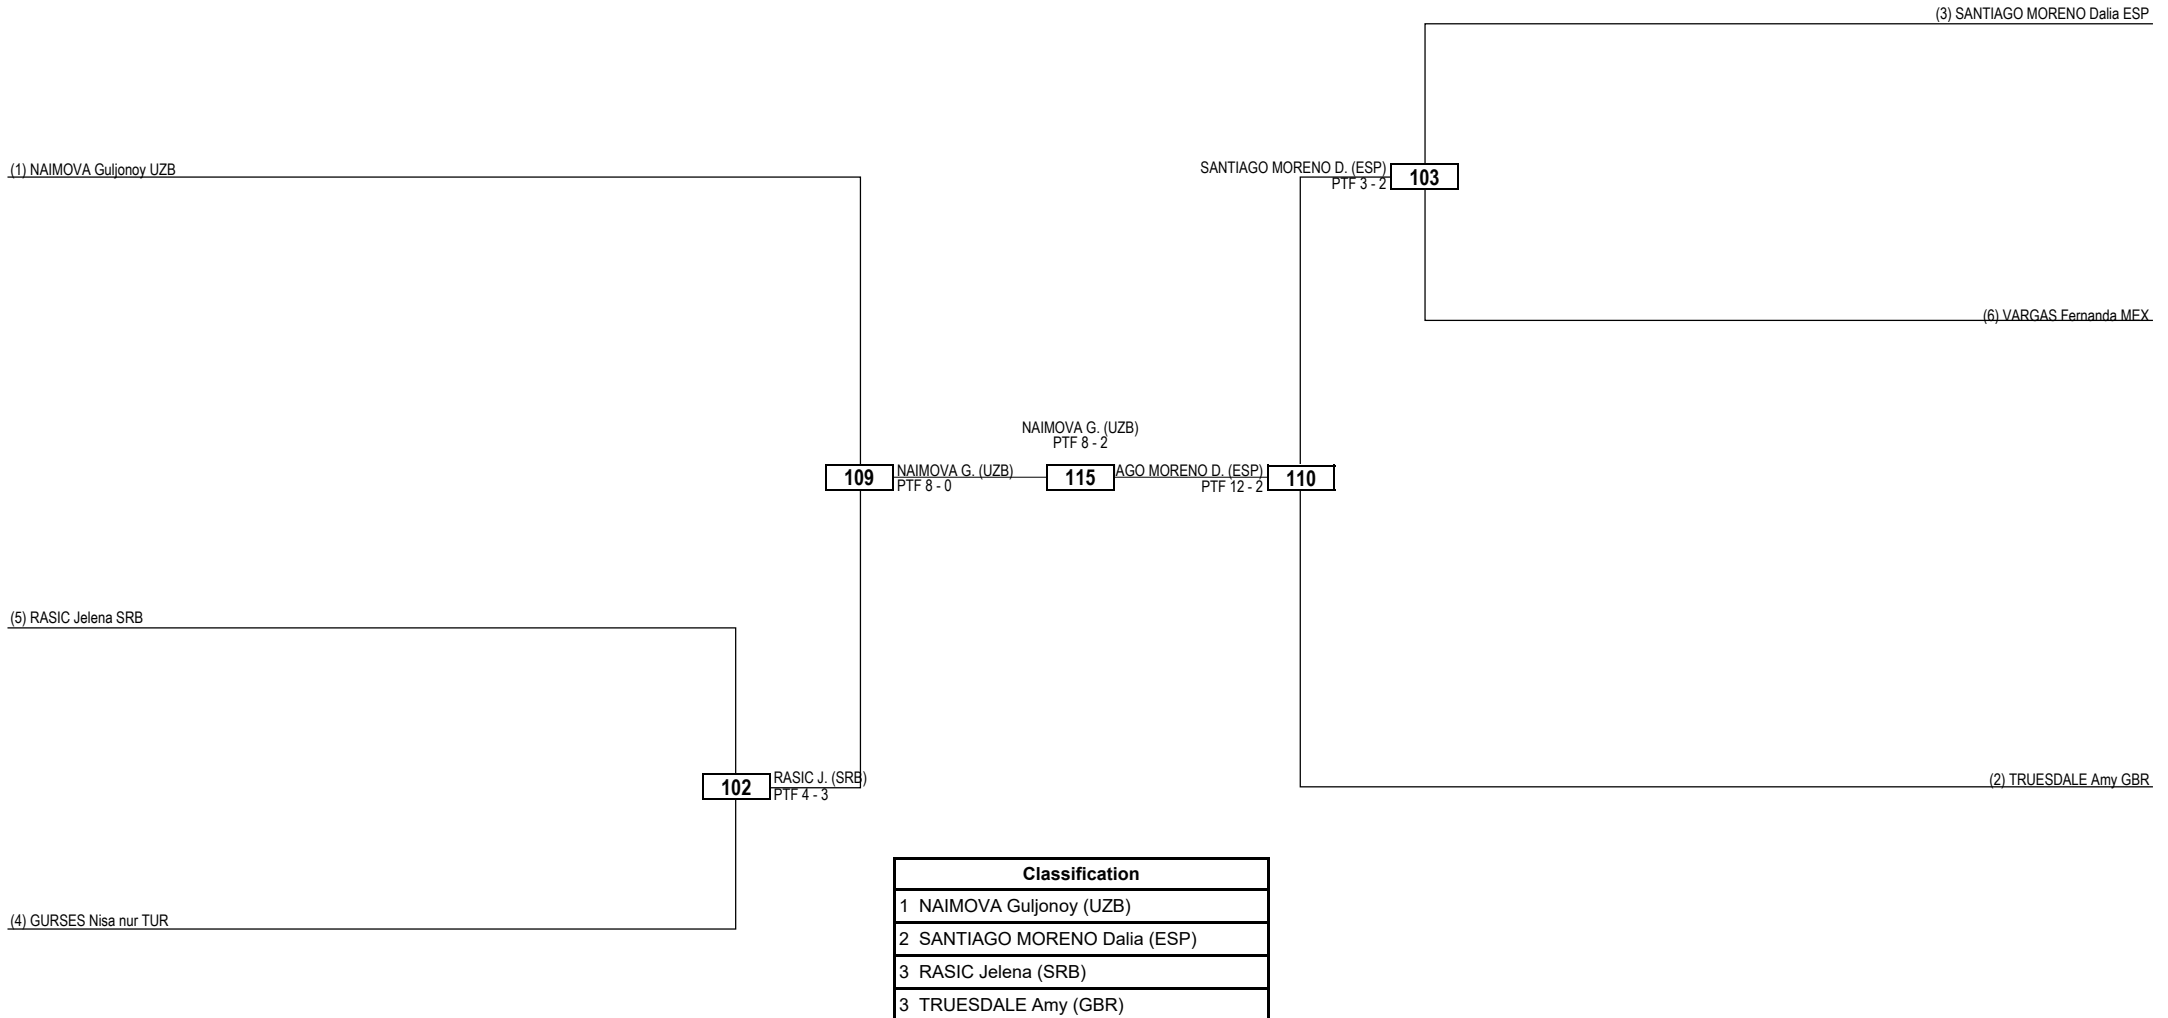 (3) SANTIAGO MORENO Dalia ESP
(1) NAIMOVA Guljonoy UZB
SANTIAGO MORENO D. (ESP)
PTF 3 - 2
103
(6) VARGAS Fernanda MEX
NAIMOVA G. (UZB)
PTF 8 - 2
109
NAIMOVA G. (UZB)
PTF 8 - 0
115
AGO MORENO D. (ESP)
PTF 12 - 2
110
(5) RASIC Jelena SRB
102
RASIC J. (SRB)
PTF 4 - 3
(2) TRUESDALE Amy GBR
(4) GURSES Nisa nur TUR
Classification
1 NAIMOVA Guljonoy (UZB)
2 SANTIAGO MORENO Dalia (ESP)
3 RASIC Jelena (SRB)
3 TRUESDALE Amy (GBR)